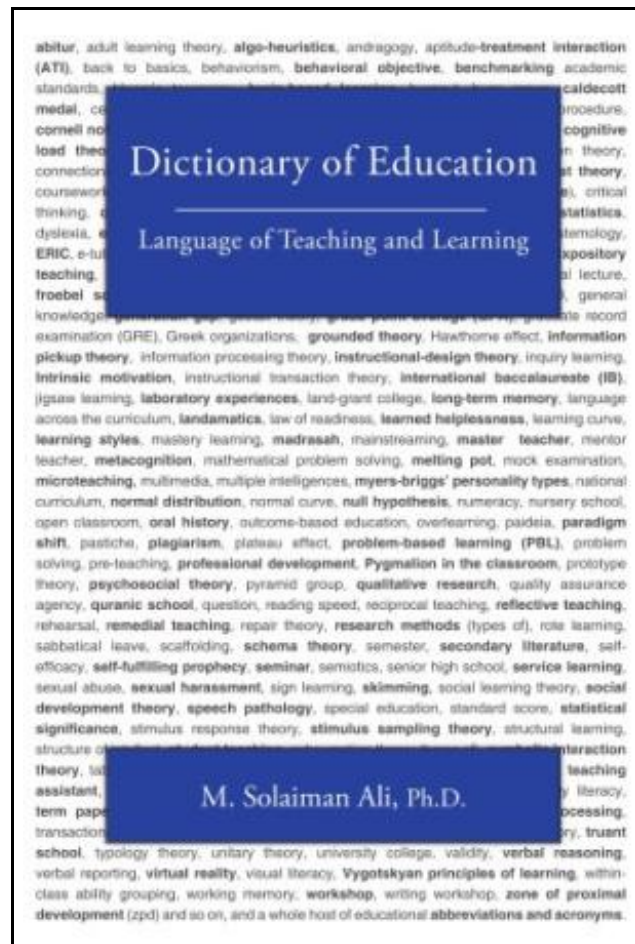 abitur, adult learning theory, algo-heuristics, andragogy, aptitude-treatment interaction
(ATI), back to basics, behaviorism, behavioral objective, benchmarking academic
standards, caldecott
medal, procedure,
cornell cognitive
load theory,
connection theory,
coursework critical
thinking, statistics,
dyslexia,
ERIC, expository
teaching, lecture,
froebel general
Dictionary of Education
Language of Teaching and Learning
knowledge, generation gap, record
examination (GRE), Greek organizations, grounded theory, Hawthorne effect, information
pickup theory, information processing theory, instructional-design theory, inquiry learning,
Intrinsic motivation, instructional transaction theory, international baccalaureate (IB),
jigsaw learning, laboratory experiences, land-grant college, long-term memory, language
across the curriculum, landamatics, law of readiness, learned helplessness, learning curve,
learning styles, mastery learning, madrasah, mainstreaming, master teacher, mentor
teacher, metacognition, mathematical problem solving, melting pot, mock examination,
microteaching, multimedia, multiple intelligences, myers-briggs' personality types, national
curriculum, normal distribution, normal curve, null hypothesis, numeracy, nursery school,
open classroom, oral history, outcome-based education, overlearning, paideia, paradigm
shift, pastiche, plagiarism, plateau effect, problem-based learning (PBL), problem
solving, pre-teaching, professional development, Pygmalion in the classroom, prototype
theory, psychosocial theory, pyramid group, qualitative research, quality assurance
agency, quranic school, question, reading speed, reciprocal teaching, reflective teaching,
rehearsal, remedial teaching, repair theory, research methods (types of), rote learning,
sabbatical leave, scaffolding, schema theory, semester, secondary literature, self-
efficacy, self-fulfilling prophecy, seminar, semiotics, senior high school, service learning,
sexual abuse, sexual harassment, sign learning, skimming, social learning theory, social
development theory, speech pathology, special education, standard score, statistical
significance, stimulus response theory, stimulus sampling theory, structural learning,
structure interaction
theory, teaching
assistant, literacy,
term
transaction truant
M. Solaiman Ali, Ph.D.
school, typology theory, unitary theory, university college, validity, verbal reasoning,
verbal reporting, virtual reality, visual literacy, Vygotskyan principles of learning, within-
class ability grouping, working memory, workshop, writing workshop, zone of proximal
development (zpd) and so on, and a whole host of educational abbreviations and acronyms.